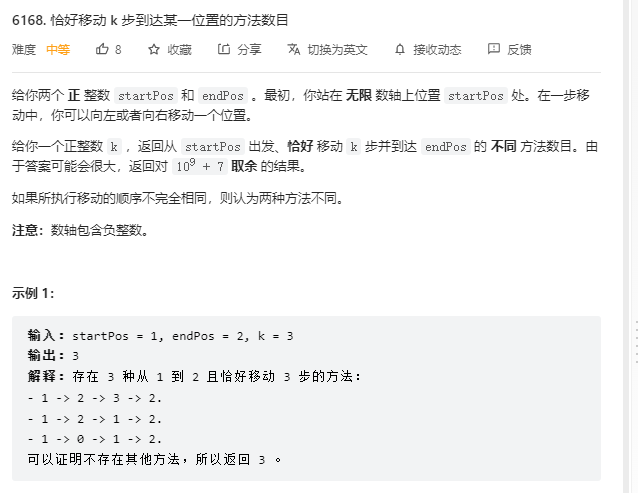 6168. 恰好移动 k 步到达某一位置的方法数目
难度 中等 8 收藏 分享 切换为英文 接收动态 反馈
给你两个 正 整数 startPos 和 endPos 。最初，你站在 无限 数轴上位置 startPos 处。在一步移
动中，你可以向左或者向右移动一个位置。
给你一个正整数 k ，返回从 startPos 出发、恰好 移动 k 步并到达 endPos 的 不同 方法数目。由
于答案可能会很大，返回对 10⁹ + 7 取余 的结果。
如果所执行移动的顺序不完全相同，则认为两种方法不同。
注意：数轴包含负整数。
示例 1：
输入：startPos = 1, endPos = 2, k = 3
输出：3
解释：存在 3 种从 1 到 2 且恰好移动 3 步的方法：
- 1 -> 2 -> 3 -> 2.
- 1 -> 2 -> 1 -> 2.
- 1 -> 0 -> 1 -> 2.
可以证明不存在其他方法，所以返回 3 。